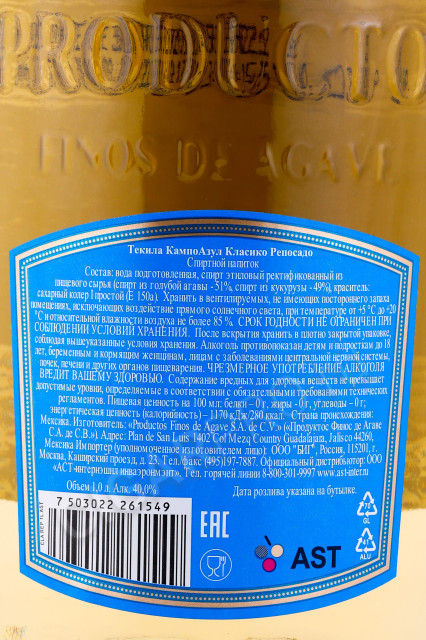 PRODUCTO
FINOS DE AGAVE
Текила КампоАзул Класико Репосадо
Спиртной напиток
Состав: вода подготовленная, спирт этиловый ректификованный из
пищевого сырья (спирт из голубой агавы - 51%, спирт из кукурузы - 49%), краситель:
сахарный колер I простой (E 150a). Хранить в вентилируемых, не имеющих постороннего запаха
помещениях, исключающих воздействие прямого солнечного света, при температуре от +5 °C до +20
°C и относительной влажности воздуха не более 85 %. СРОК ГОДНОСТИ НЕ ОГРАНИЧЕН ПРИ
СОБЛЮДЕНИИ УСЛОВИЙ ХРАНЕНИЯ. После вскрытия хранить в плотно закрытой упаковке,
соблюдая вышеуказанные условия хранения. Алкоголь противопоказан детям и подросткам до 18
лет, беременным и кормящим женщинам, лицам с заболеваниями центральной нервной системы,
почек, печени и других органов пищеварения. ЧРЕЗМЕРНОЕ УПОТРЕБЛЕНИЕ АЛКОГОЛЯ
ВРЕДИТ ВАШЕМУ ЗДОРОВЬЮ. Содержание вредных для здоровья веществ не превышает
допустимые уровни, определяемые в соответствии с обязательными требованиями технических
регламентов. Пищевая ценность на 100 мл: белки – 0 г, жиры - 0 г, углеводы – 0 г.
энергетическая ценность (калорийность) – 1170 кДж/280 ккал. Страна происхождения:
Мексика. Изготовитель: «Productos Finos de Agave S.A. de C.V.» («Продуктос Финос де Агаве
С.А. де С.В.»). Адрес: Plan de San Luis 1402 Col Mezq Country Guadalajara, Jalisco 44260,
Мексика Импортер (уполномоченное изготовителем лицо): ООО "БИГ", Россия, 115201, г.
Москва, Каширский проезд, д. 23. Тел./факс (495)197-7887. Официальный дистрибьютор: ООО
«АСТ-интернэшнл инваэронмэнт». Тел. горячей линии 8-800-301-9997 www.ast-inter.ru
Объем 1,0 л. Алк. 40,0%
Дата розлива указана на бутылке.
7 503022 261549
EAC
AST
70
GL
41
ALU